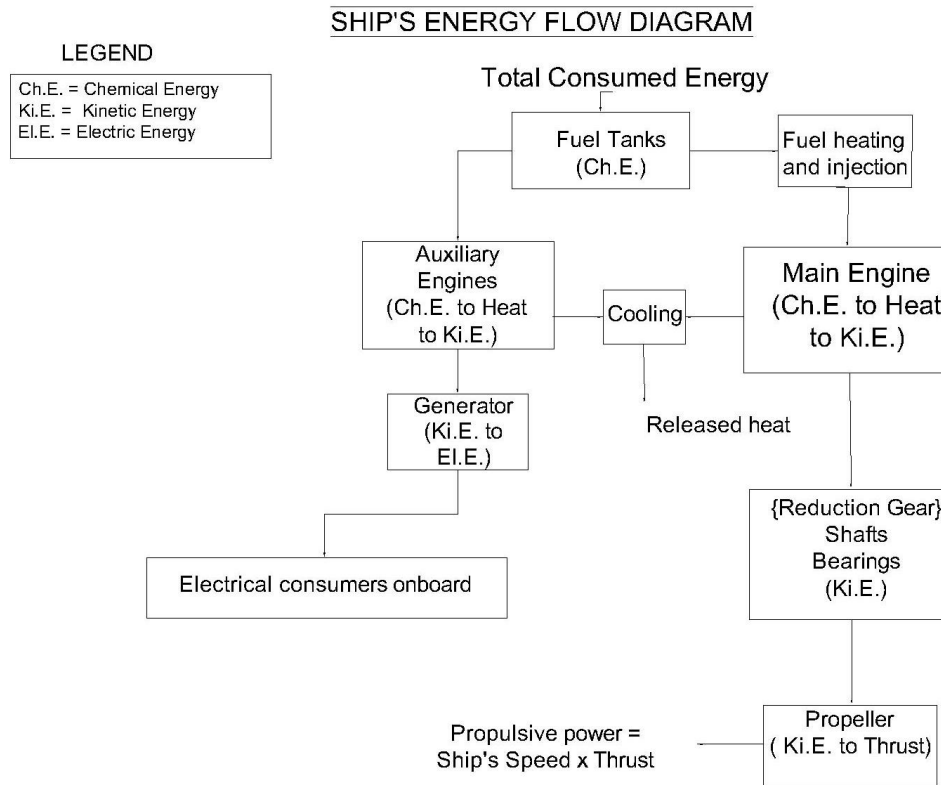 SHIP'S ENERGY FLOW DIAGRAM
LEGEND
Ch.E. = Chemical Energy
Ki.E. = Kinetic Energy
El.E. = Electric Energy
Total Consumed Energy
Fuel Tanks
(Ch.E.)
Fuel heating
and injection
Auxiliary
Engines
(Ch.E. to Heat
to Ki.E.)
Cooling
Main Engine
(Ch.E. to Heat
to Ki.E.)
Generator
(Ki.E. to
El.E.)
Released heat
{Reduction Gear}
Shafts
Bearings
(Ki.E.)
Electrical consumers onboard
Propeller
( Ki.E. to Thrust)
Propulsive power =
Ship's Speed x Thrust